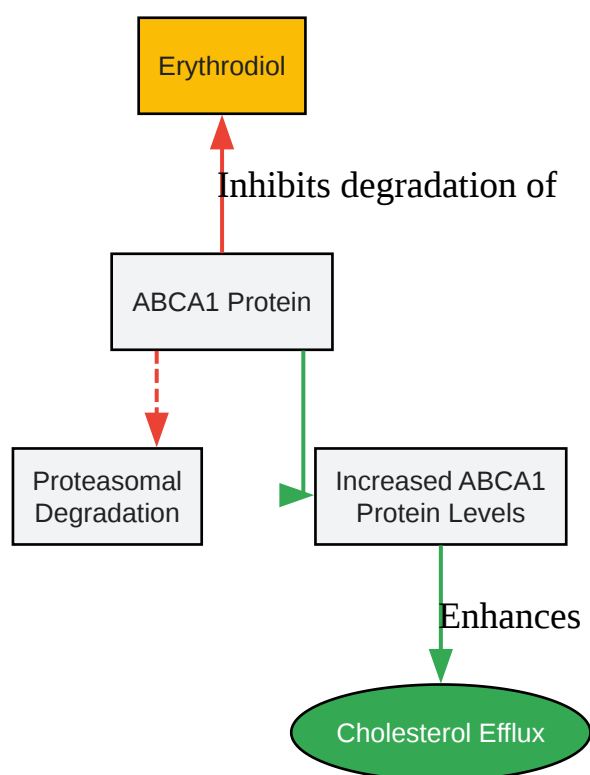 Erythrodiol
Inhibits degradation of
ABCA1 Protein
Proteasomal
Degradation
Increased ABCA1
Protein Levels
Enhances
Cholesterol Efflux